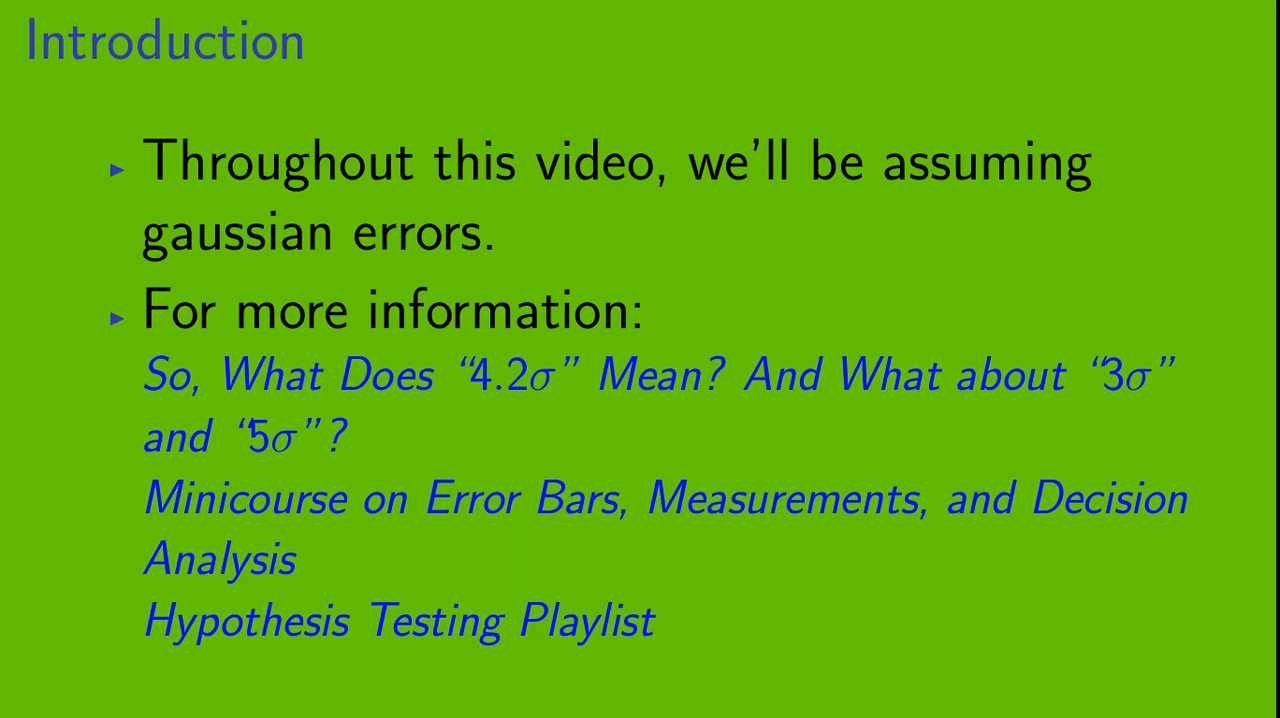 Introduction
Throughout this video, we'll be assuming
gaussian errors.
For more information:
So, What Does “4.2σ” Mean? And What about “3σ”
and “5σ”?
Minicourse on Error Bars, Measurements, and Decision
Analysis
Hypothesis Testing Playlist